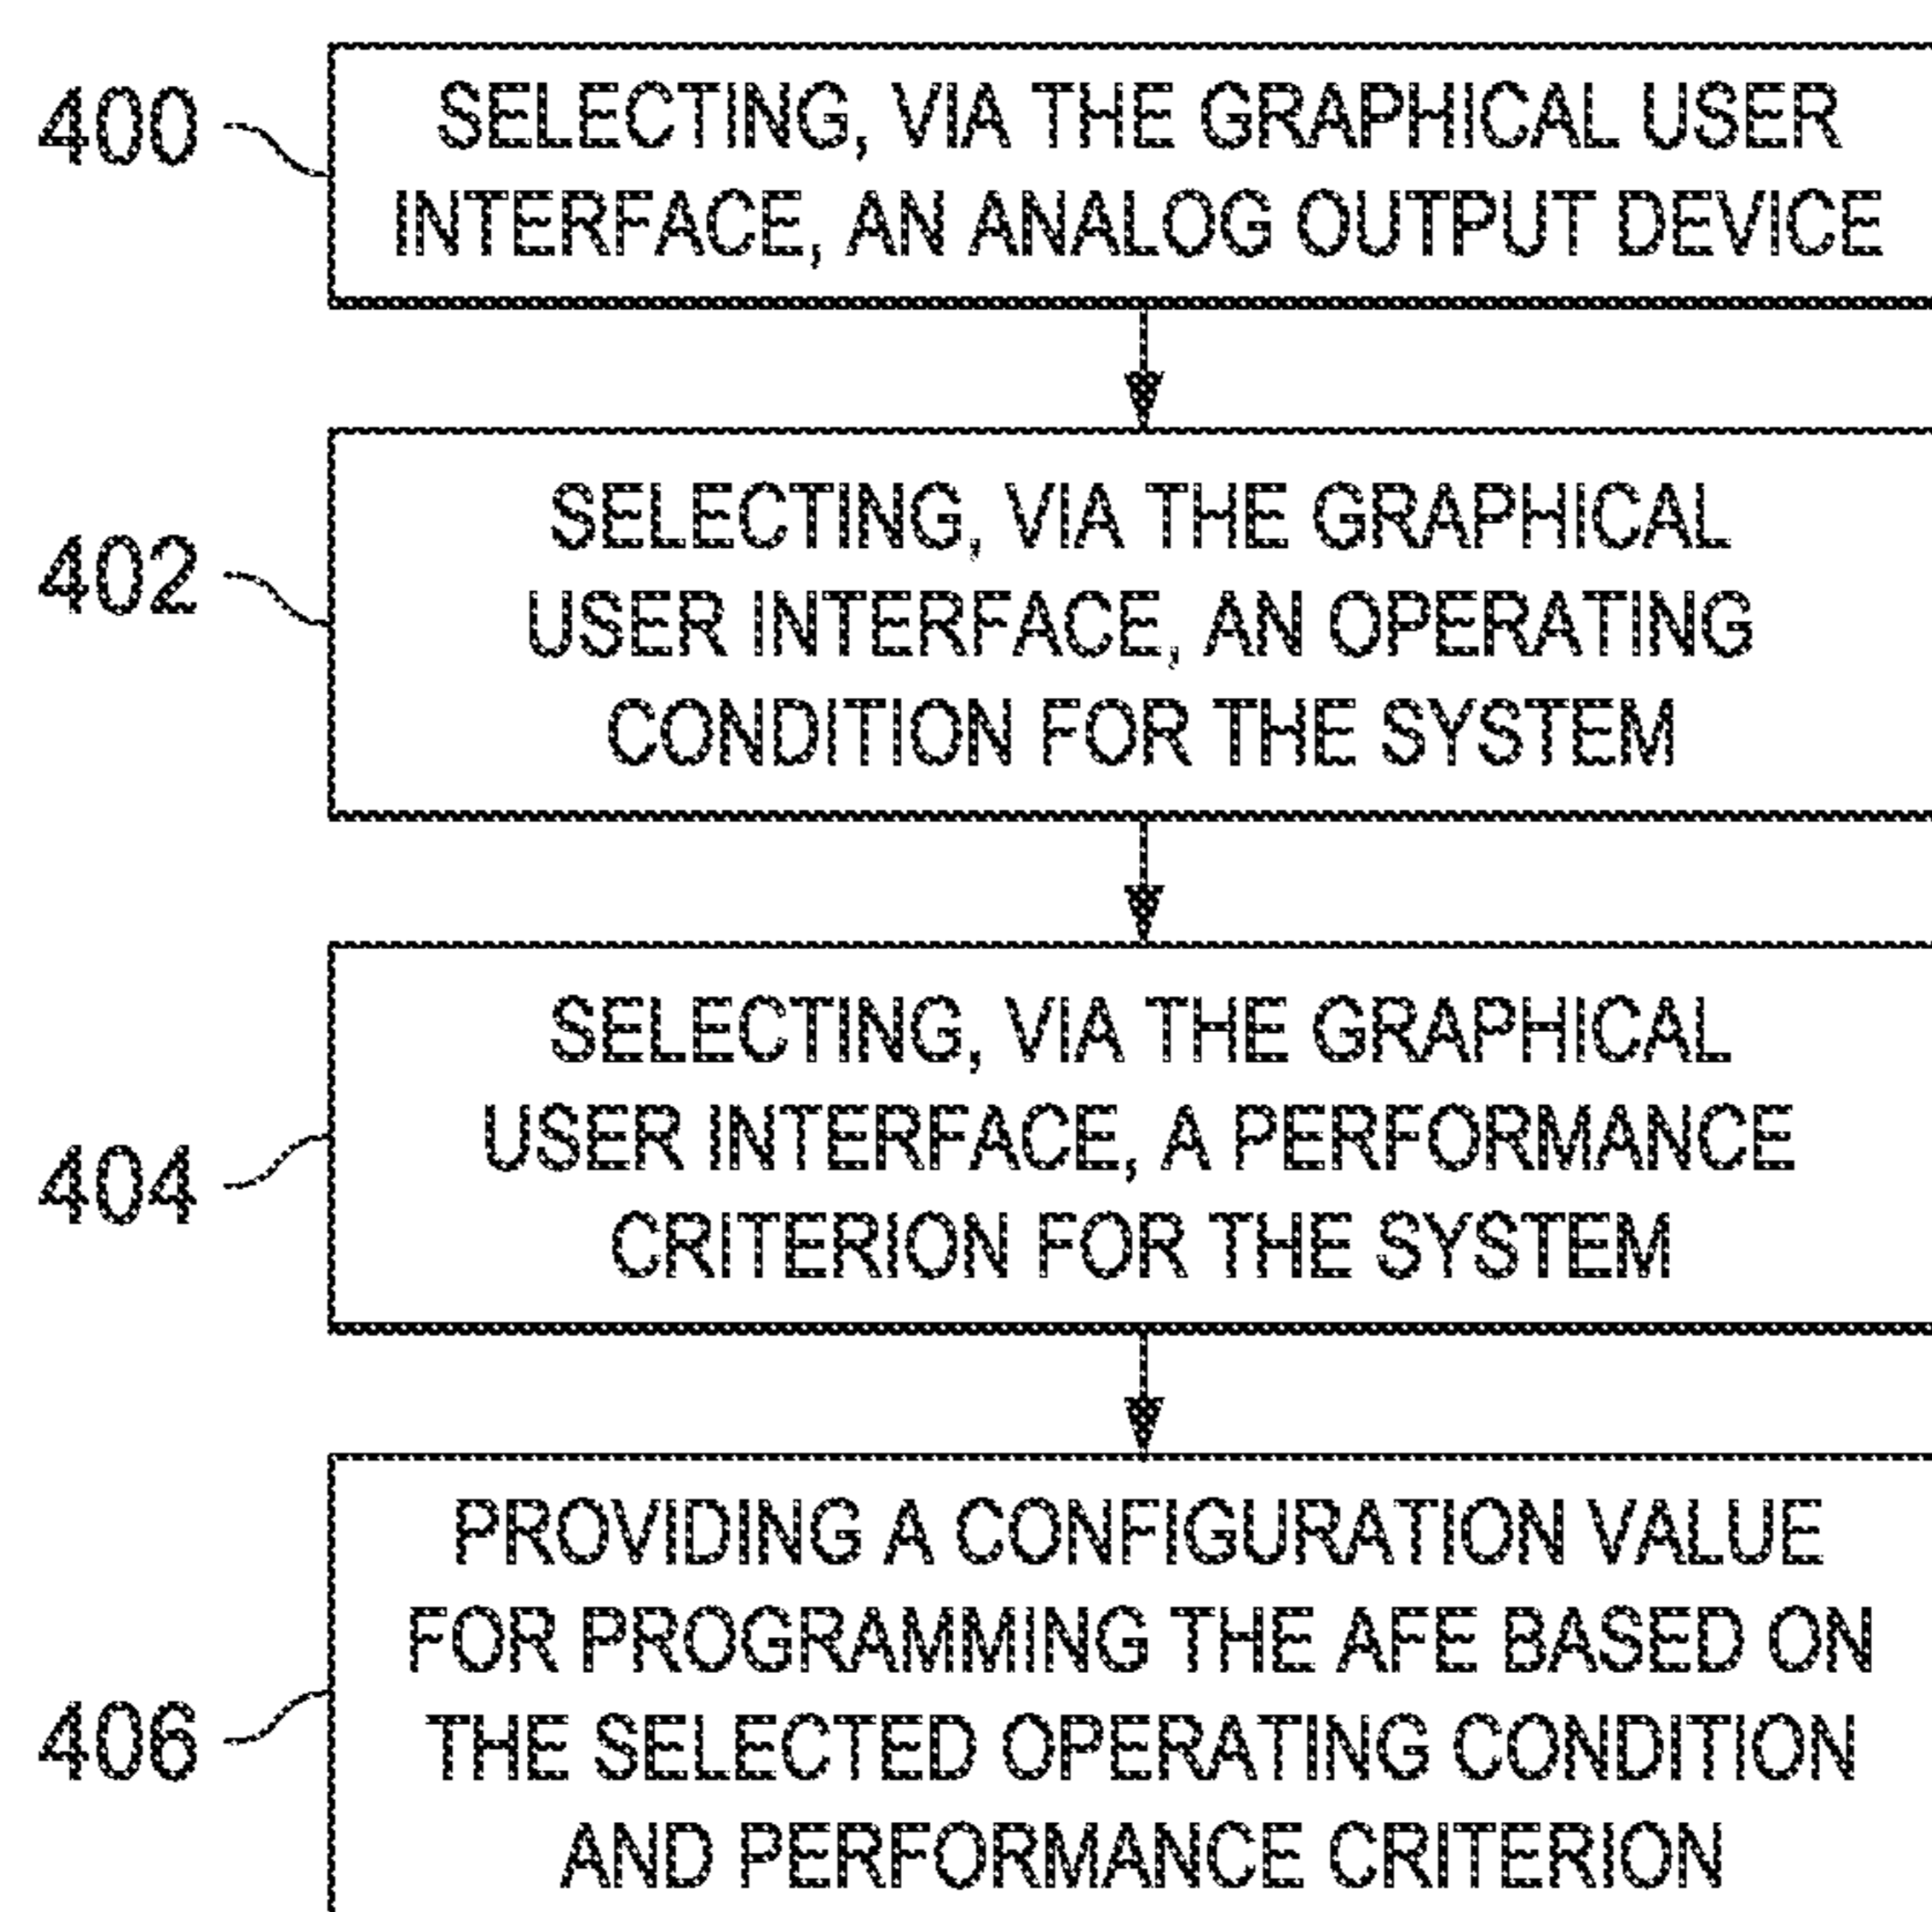 400
SELECTING, VIA THE GRAPHICAL USER
INTERFACE, AN ANALOG OUTPUT DEVICE
402
SELECTING, VIA THE GRAPHICAL
USER INTERFACE, AN OPERATING
CONDITION FOR THE SYSTEM
404
SELECTING, VIA THE GRAPHICAL
USER INTERFACE, A PERFORMANCE
CRITERION FOR THE SYSTEM
406
PROVIDING A CONFIGURATION VALUE
FOR PROGRAMMING THE AFE BASED ON
THE SELECTED OPERATING CONDITION
AND PERFORMANCE CRITERION